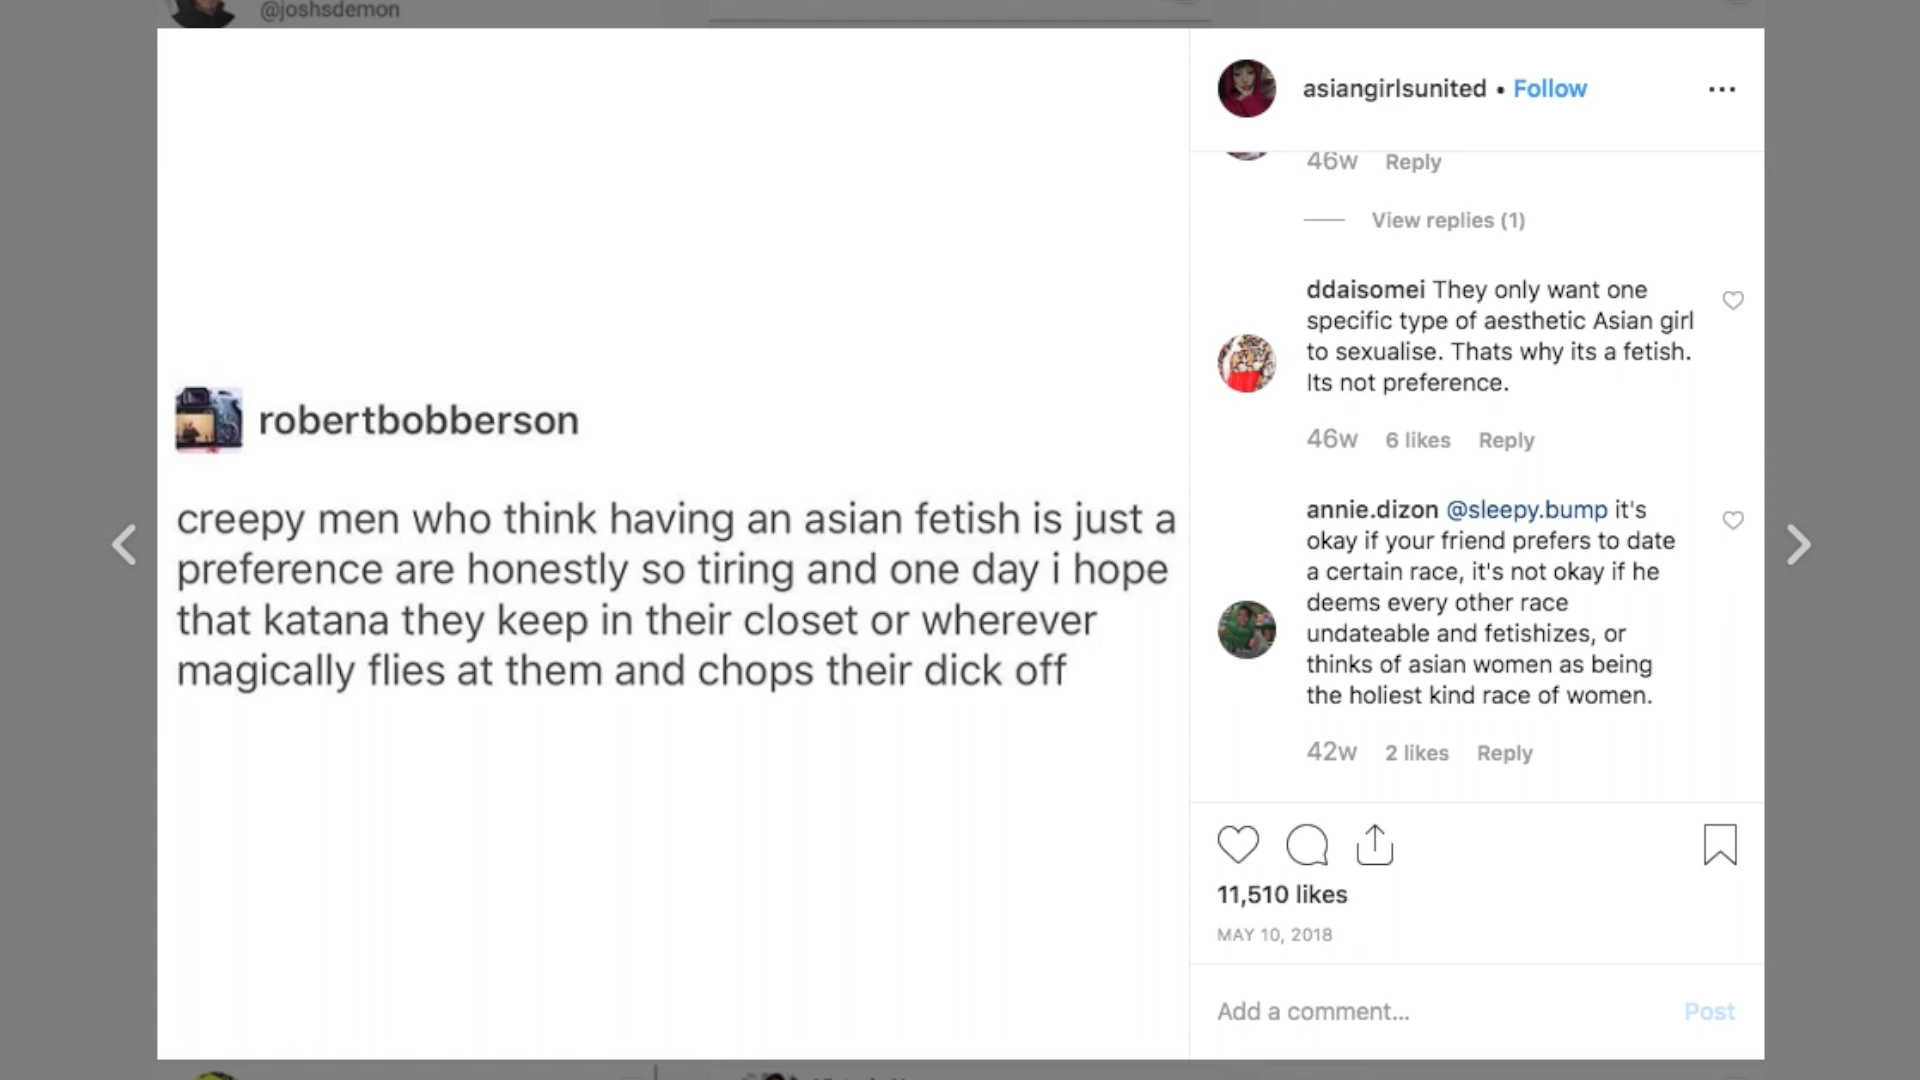 @joshsdemon
robertbobberson
creepy men who think having an asian fetish is just a
preference are honestly so tiring and one day i hope
that katana they keep in their closet or wherever
magically flies at them and chops their dick off
asiangirlsunited • Follow
46w Reply
View replies (1)
ddaisomei They only want one
specific type of aesthetic Asian girl
to sexualise. Thats why its a fetish.
Its not preference.
46w 6 likes Reply
annie.dizon @sleepy.bump it's
okay if your friend prefers to date
a certain race, it's not okay if he
deems every other race
undateable and fetishizes, or
thinks of asian women as being
the holiest kind race of women.
42w 2 likes Reply
11,510 likes
MAY 10, 2018
Add a comment... Post